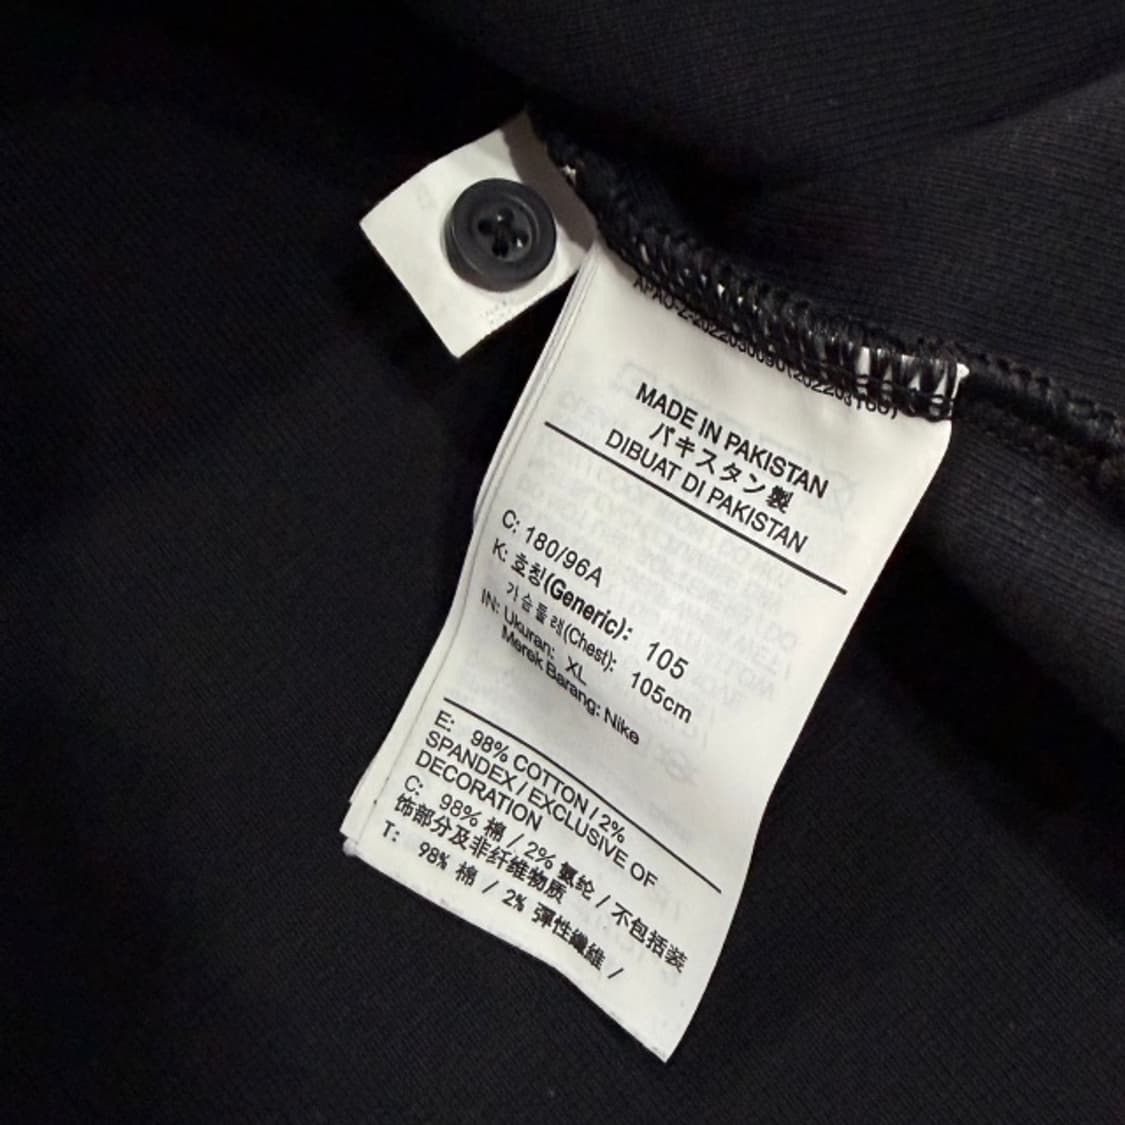 MADE IN PAKISTAN
パキスタン製
DIBUAT DI PAKISTAN
C: 180/96A
K: 호칭(Generic): 105
가슴둘레(Chest): 105cm
IN: Ukuran: XL
Merek Barang: Nike
E: 98% COTTON / 2%
SPANDEX / EXCLUSIVE OF
DECORATION
C: 98% 棉 / 2% 氨纶 / 不包括装
饰部分及非纤维物质
T: 98% 棉 / 2% 彈性纖維 /